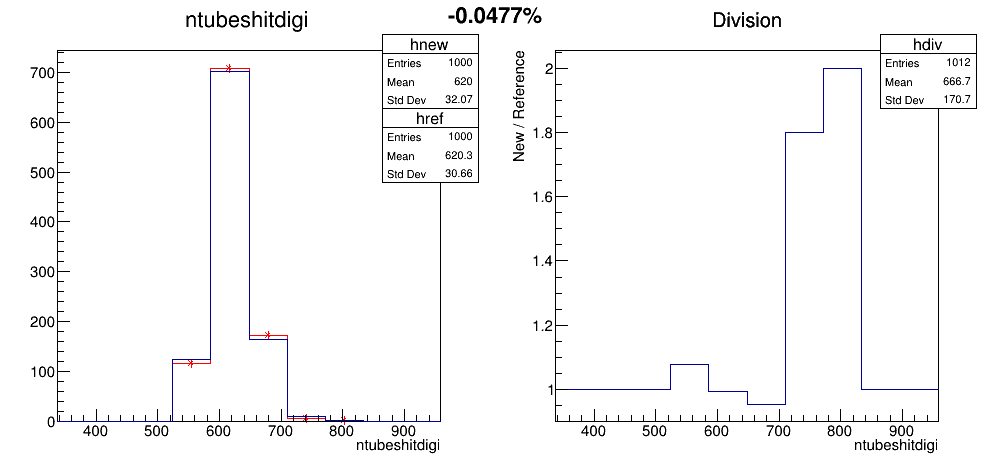 ntubeshitdigi
-0.0477%
Division
hnew
Entries 1000
Mean 620
Std Dev 32.07
href
Entries 1000
Mean 620.3
Std Dev 30.66
700
600
500
400
300
200
100
0
400 500 600 700 800 900
ntubeshitdigi
hdiv
Entries 1012
Mean 666.7
Std Dev 170.7
New / Reference
2
1.8
1.6
1.4
1.2
1
400 500 600 700 800 900
ntubeshitdigi